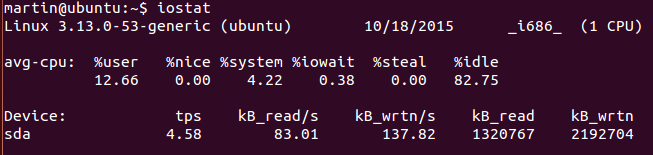 martin@ubuntu:~$ iostat
Linux 3.13.0-53-generic (ubuntu) 10/18/2015 _i686_ (1 CPU)
avg-cpu: %user %nice %system %iowait %steal %idle
12.66 0.00 4.22 0.38 0.00 82.75
Device: tps kB_read/s kB_wrtn/s kB_read kB_wrtn
sda 4.58 83.01 137.82 1320767 2192704